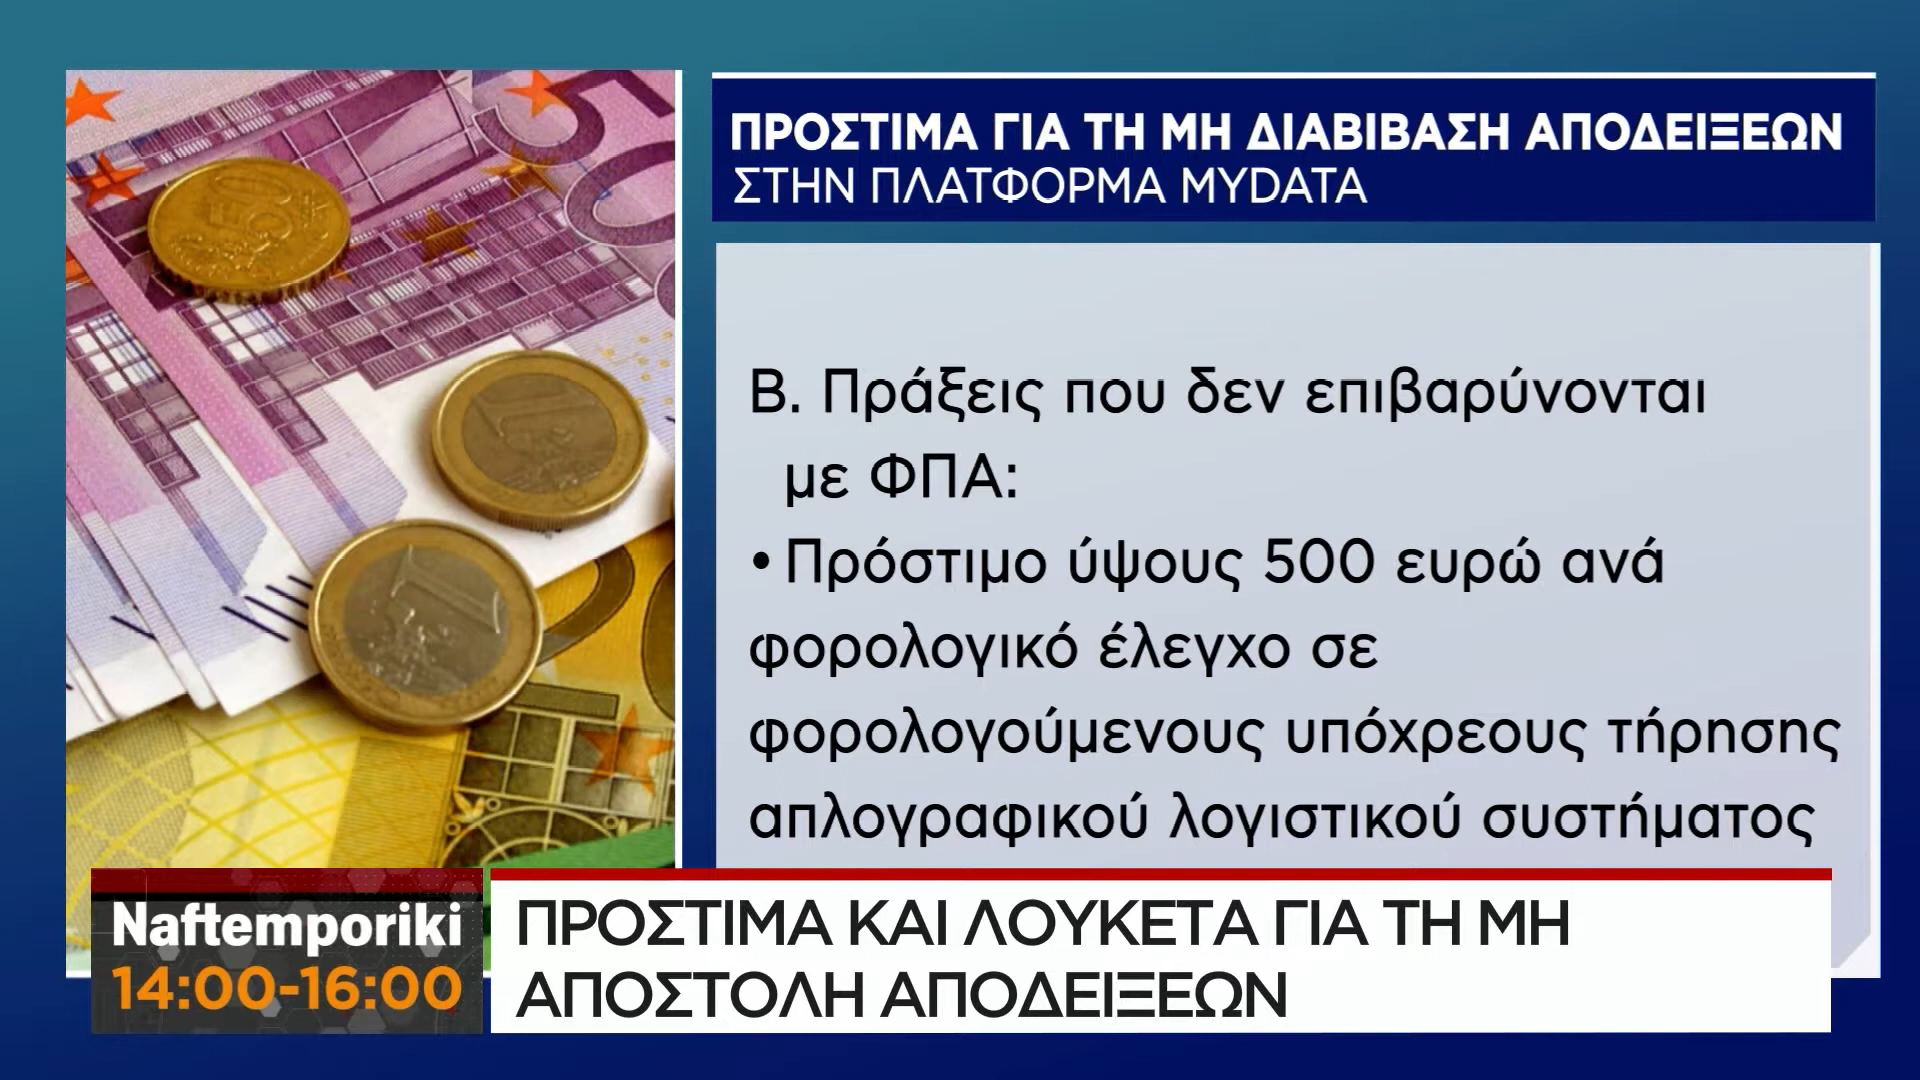 ΠΡΟΣΤΙΜΑ ΓΙΑ ΤΗ ΜΗ ΔΙΑΒΙΒΑΣΗ ΑΠΟΔΕΙΞΕΩΝ
ΣΤΗΝ ΠΛΑΤΦΟΡΜΑ MYDATA
Β. Πράξεις που δεν επιβαρύνονται
με ΦΠΑ:
• Πρόστιμο ύψους 500 ευρώ ανά
φορολογικό έλεγχο σε
φορολογούμενους υπόχρεους τήρησης
απλογραφικού λογιστικού συστήματος
Naftemporiki
14:00-16:00
ΠΡΟΣΤΙΜΑ ΚΑΙ ΛΟΥΚΕΤΑ ΓΙΑ ΤΗ ΜΗ
ΑΠΟΣΤΟΛΗ ΑΠΟΔΕΙΞΕΩΝ